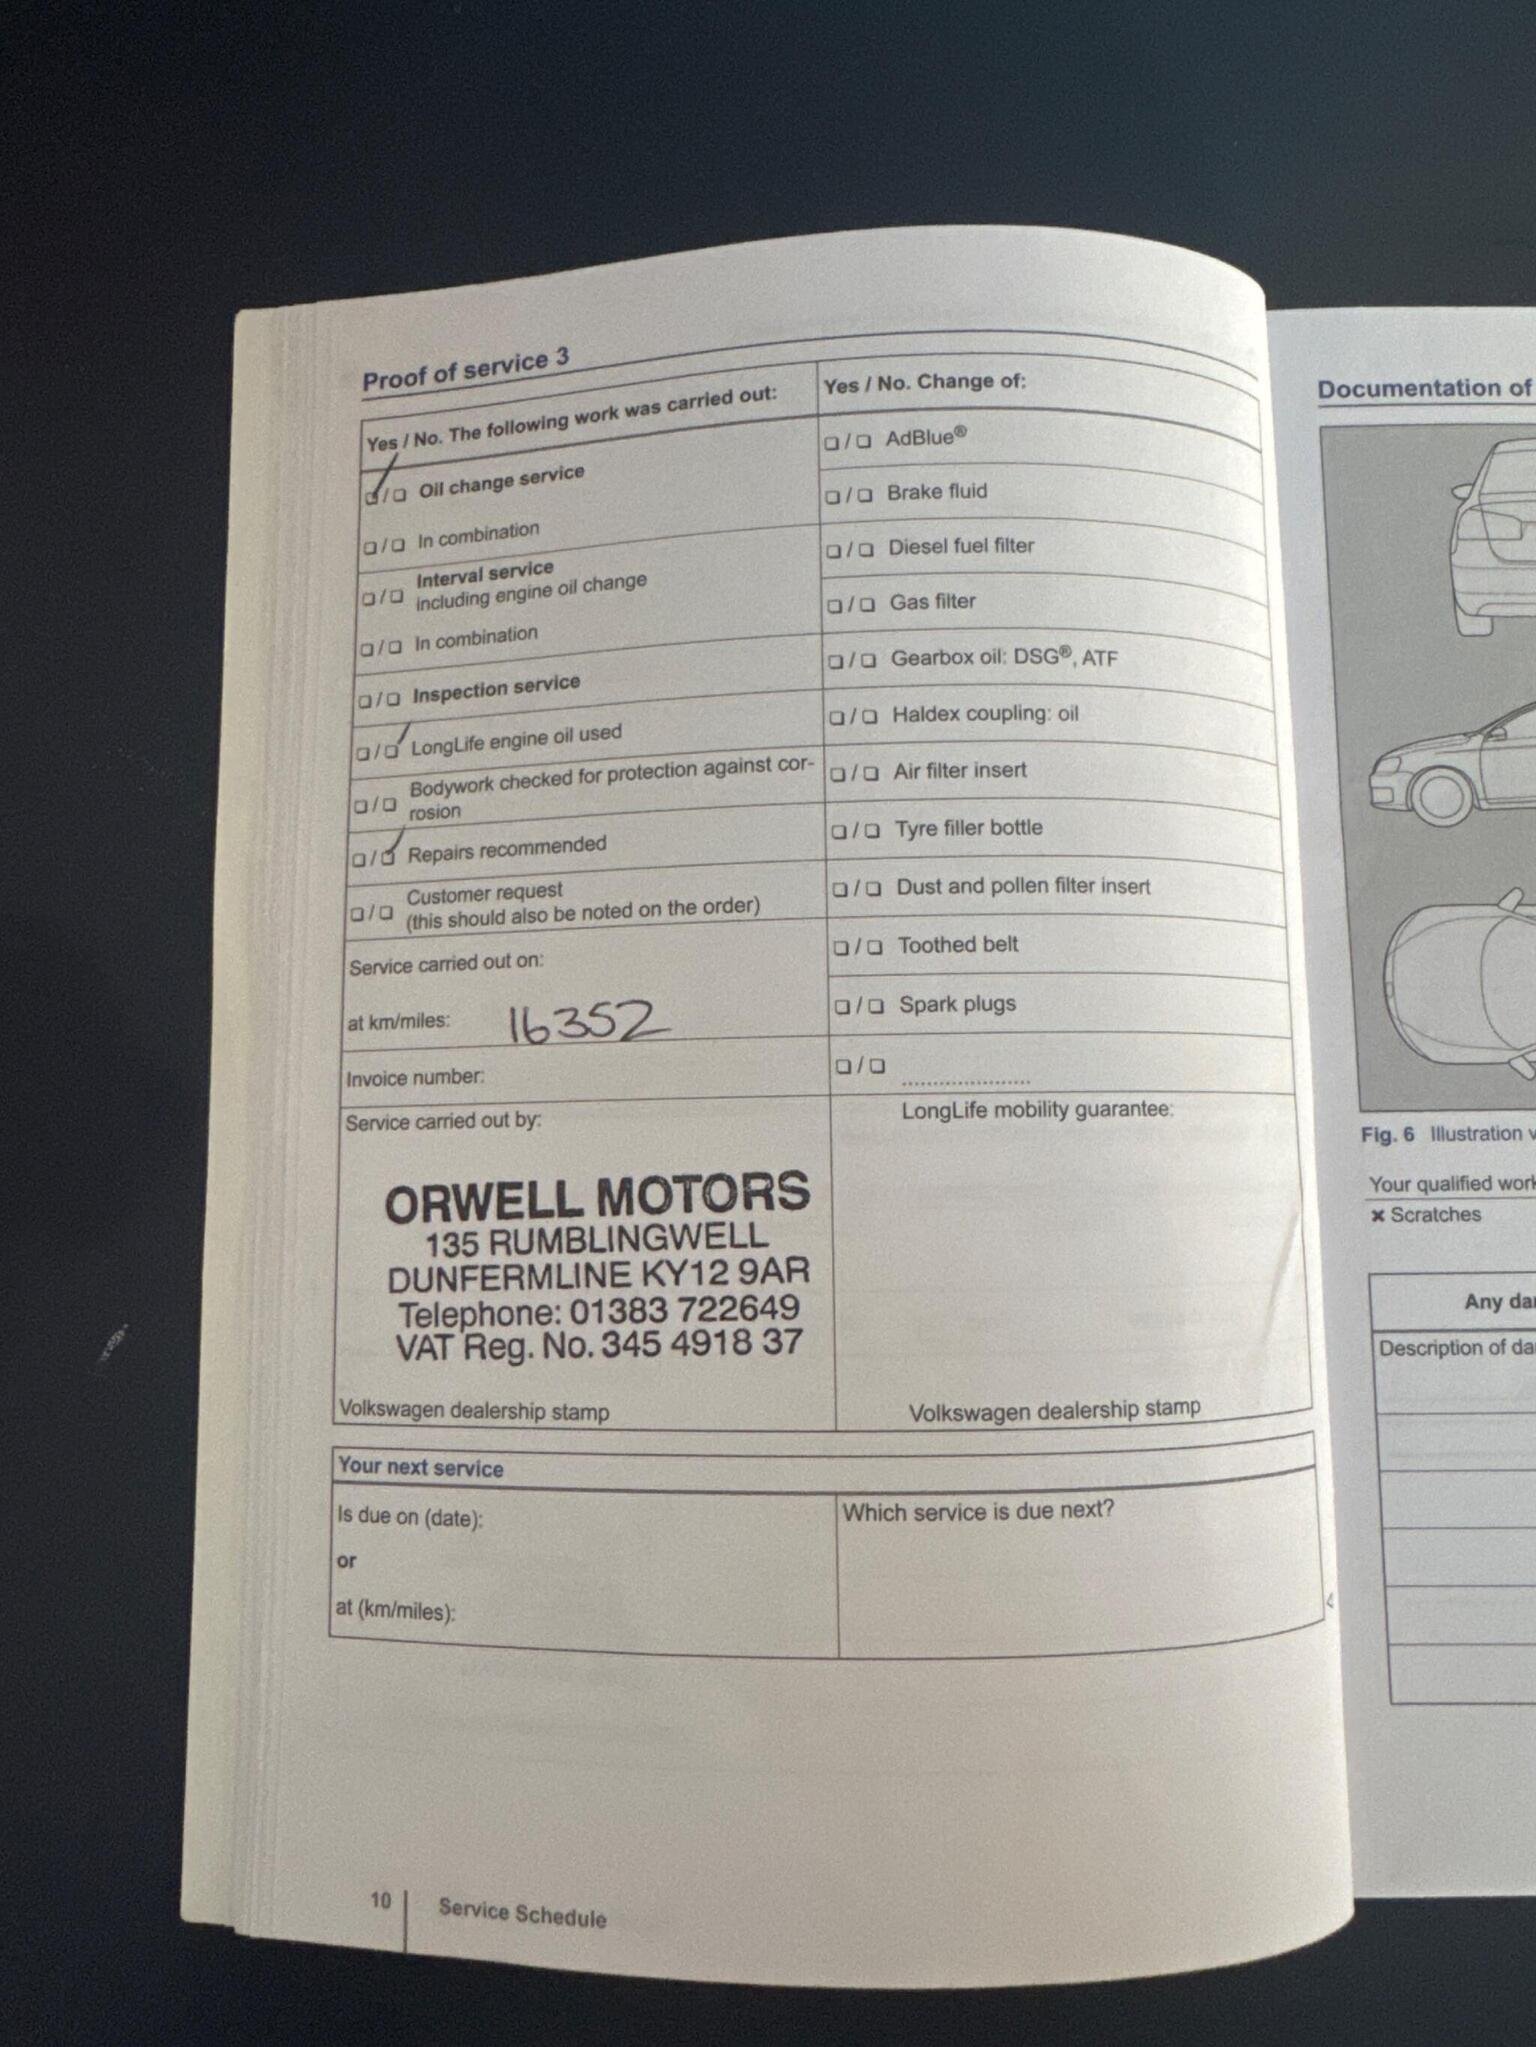 Proof of service 3
Yes / No. The following work was carried out:
❑ / ❑ Oil change service
❑ / ❑ In combination
❑ / ❑ Interval service
including engine oil change
❑ / ❑ In combination
❑ / ❑ Inspection service
❑ / ❑ LongLife engine oil used
❑ / ❑ Bodywork checked for protection against cor-
rosion
❑ / ❑ Repairs recommended
❑ / ❑ Customer request
(this should also be noted on the order)
Service carried out on:
at km/miles: 16352
Invoice number:
Service carried out by:
ORWELL MOTORS
135 RUMBLINGWELL
DUNFERMLINE KY12 9AR
Telephone: 01383 722649
VAT Reg. No. 345 4918 37
Volkswagen dealership stamp
Yes / No. Change of:
❑ / ❑ AdBlue®
❑ / ❑ Brake fluid
❑ / ❑ Diesel fuel filter
❑ / ❑ Gas filter
❑ / ❑ Gearbox oil: DSG®, ATF
❑ / ❑ Haldex coupling: oil
❑ / ❑ Air filter insert
❑ / ❑ Tyre filler bottle
❑ / ❑ Dust and pollen filter insert
❑ / ❑ Toothed belt
❑ / ❑ Spark plugs
❑ / ❑ .....................
LongLife mobility guarantee:
Volkswagen dealership stamp
Your next service
Is due on (date):
or
at (km/miles):
Which service is due next?
10 Service Schedule
Documentation of
Fig. 6 Illustration
Your qualified
✖ Scratches
Any
Description of